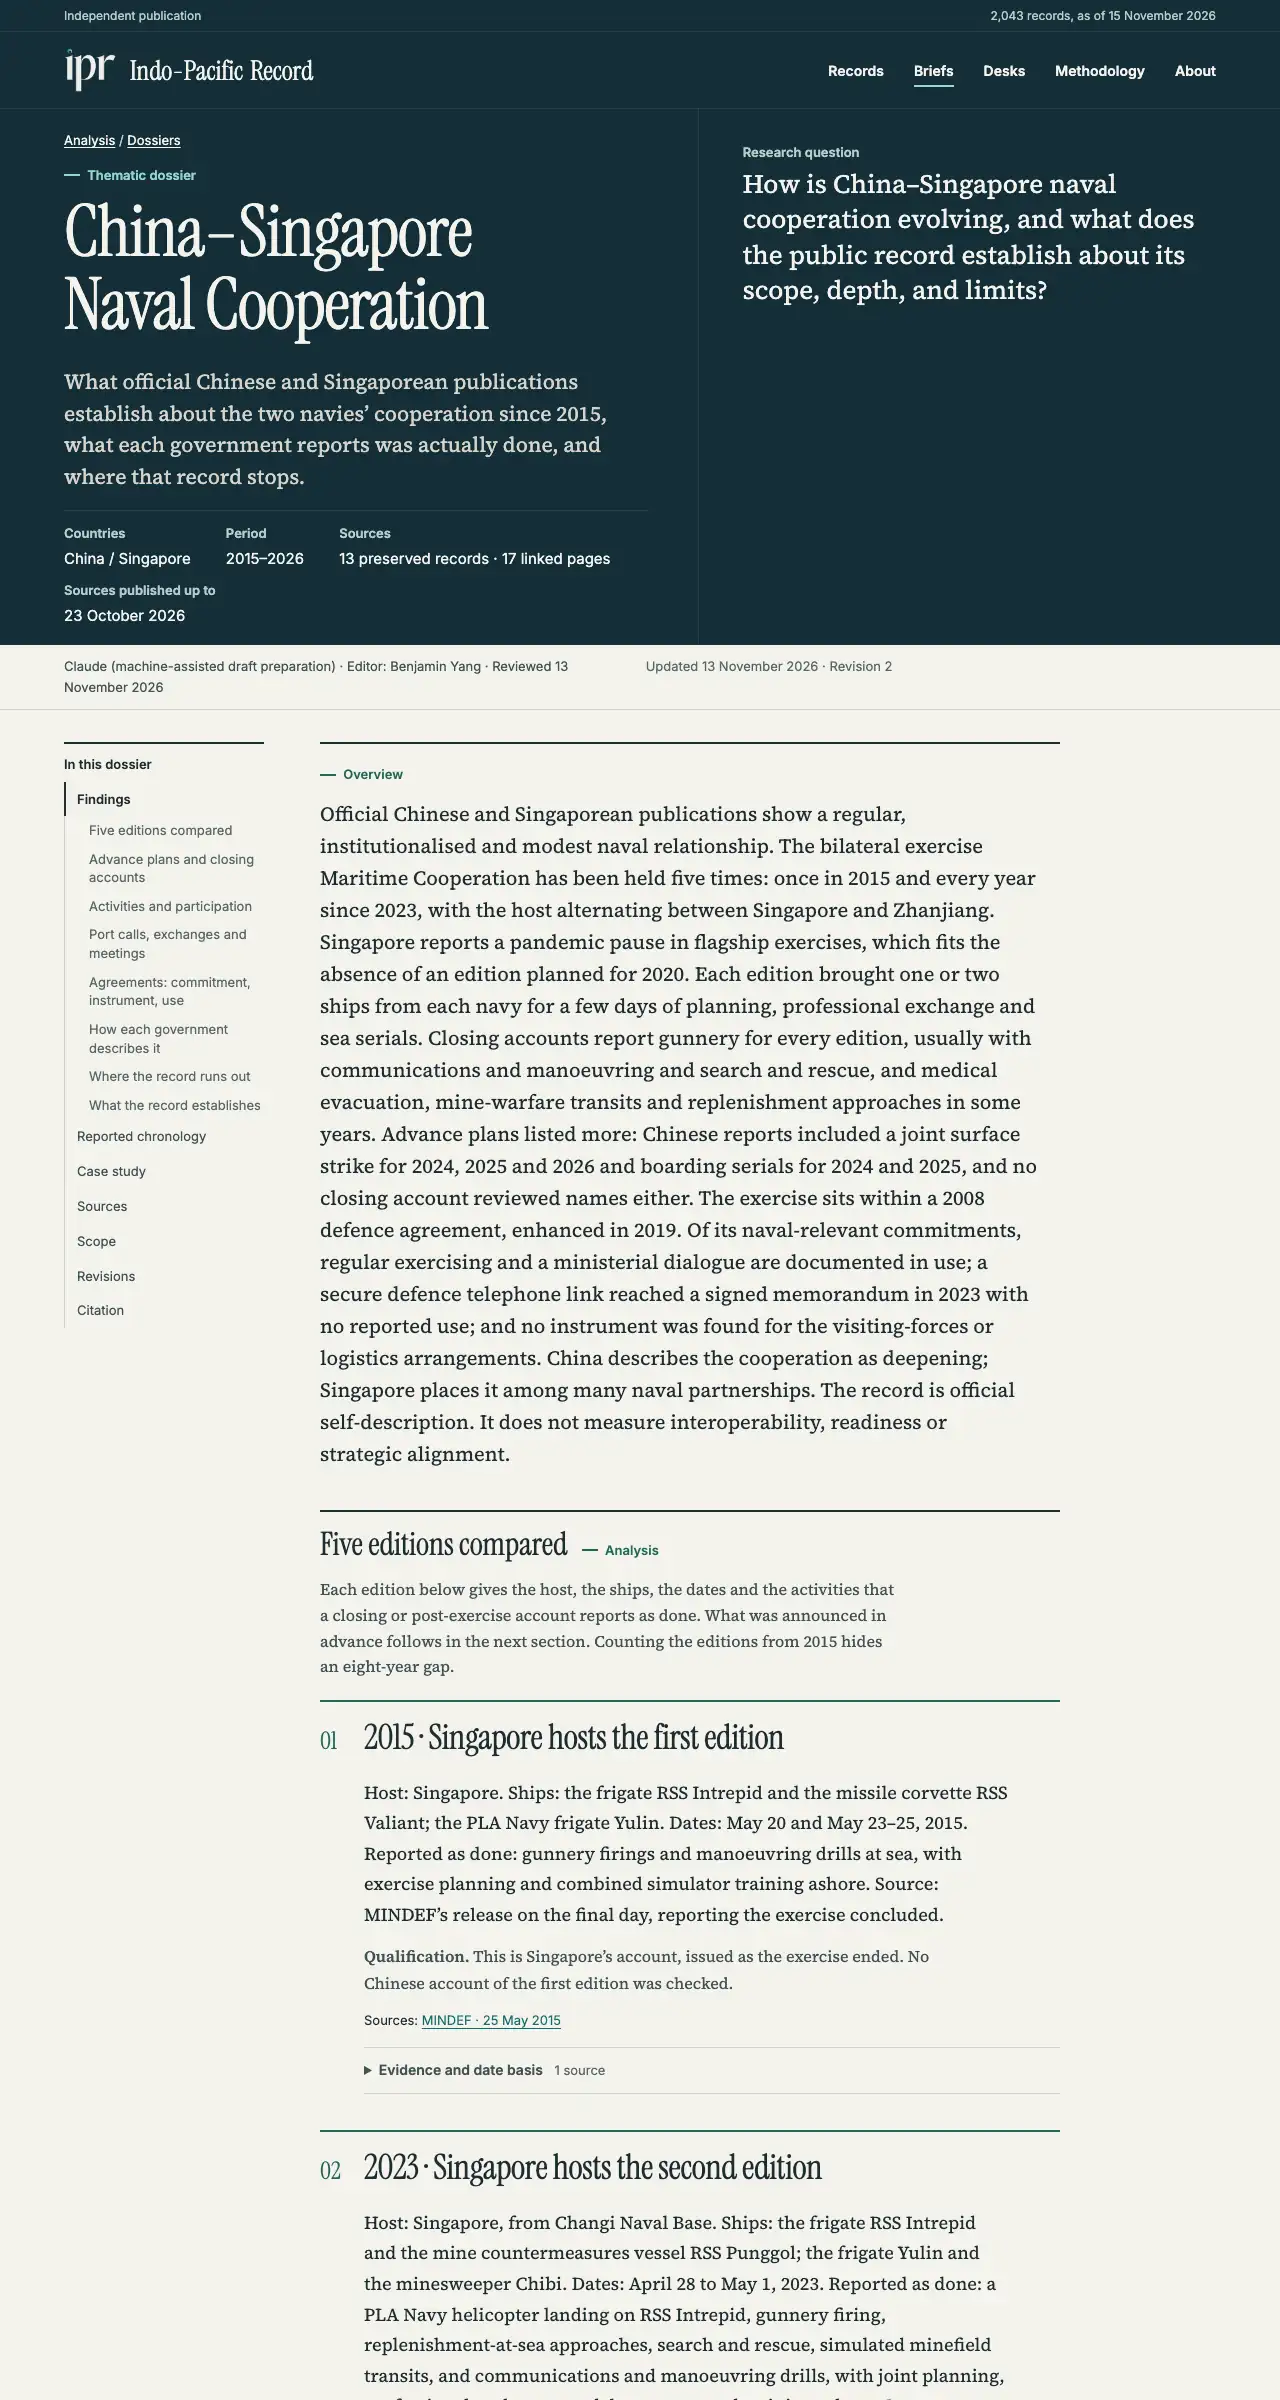 Independent publication
2,043 records, as of 15 November 2026
ipr Indo-Pacific Record
Records Briefs Desks Methodology About
Analysis / Dossiers
Thematic dossier
China–Singapore
Naval Cooperation
What official Chinese and Singaporean publications
establish about the two navies’ cooperation since 2015,
what each government reports was actually done, and
where that record stops.
Countries
China / Singapore
Period
2015–2026
Sources
13 preserved records · 17 linked pages
Sources published up to
23 October 2026
Research question
How is China–Singapore naval
cooperation evolving, and what does
the public record establish about its
scope, depth, and limits?
Claude (machine-assisted draft preparation) · Editor: Benjamin Yang · Reviewed 13
November 2026
Updated 13 November 2026 · Revision 2
In this dossier
Findings
Five editions compared
Advance plans and closing
accounts
Activities and participation
Port calls, exchanges and
meetings
Agreements: commitment,
instrument, use
How each government
describes it
Where the record runs out
What the record establishes
Reported chronology
Case study
Sources
Scope
Revisions
Citation
Overview
Official Chinese and Singaporean publications show a regular,
institutionalised and modest naval relationship. The bilateral exercise
Maritime Cooperation has been held five times: once in 2015 and every year
since 2023, with the host alternating between Singapore and Zhanjiang.
Singapore reports a pandemic pause in flagship exercises, which fits the
absence of an edition planned for 2020. Each edition brought one or two
ships from each navy for a few days of planning, professional exchange and
sea serials. Closing accounts report gunnery for every edition, usually with
communications and manoeuvring and search and rescue, and medical
evacuation, mine-warfare transits and replenishment approaches in some
years. Advance plans listed more: Chinese reports included a joint surface
strike for 2024, 2025 and 2026 and boarding serials for 2024 and 2025, and no
closing account reviewed names either. The exercise sits within a 2008
defence agreement, enhanced in 2019. Of its naval-relevant commitments,
regular exercising and a ministerial dialogue are documented in use; a
secure defence telephone link reached a signed memorandum in 2023 with
no reported use; and no instrument was found for the visiting-forces or
logistics arrangements. China describes the cooperation as deepening;
Singapore places it among many naval partnerships. The record is official
self-description. It does not measure interoperability, readiness or
strategic alignment.
Five editions compared
Analysis
Each edition below gives the host, the ships, the dates and the activities that
a closing or post-exercise account reports as done. What was announced in
advance follows in the next section. Counting the editions from 2015 hides
an eight-year gap.
01 2015 · Singapore hosts the first edition
Host: Singapore. Ships: the frigate RSS Intrepid and the missile corvette RSS
Valiant; the PLA Navy frigate Yulin. Dates: May 20 and May 23–25, 2015.
Reported as done: gunnery firings and manoeuvring drills at sea, with
exercise planning and combined simulator training ashore. Source:
MINDEF’s release on the final day, reporting the exercise concluded.
Qualification. This is Singapore’s account, issued as the exercise ended. No
Chinese account of the first edition was checked.
Sources: MINDEF · 25 May 2015
Evidence and date basis 1 source
02 2023 · Singapore hosts the second edition
Host: Singapore, from Changi Naval Base. Ships: the frigate RSS Intrepid
and the mine countermeasures vessel RSS Punggol; the frigate Yulin and
the minesweeper Chibi. Dates: April 28 to May 1, 2023. Reported as done: a
PLA Navy helicopter landing on RSS Intrepid, gunnery firing,
replenishment-at-sea approaches, search and rescue, simulated minefield
transits, and communications and manoeuvring drills, with joint planning,